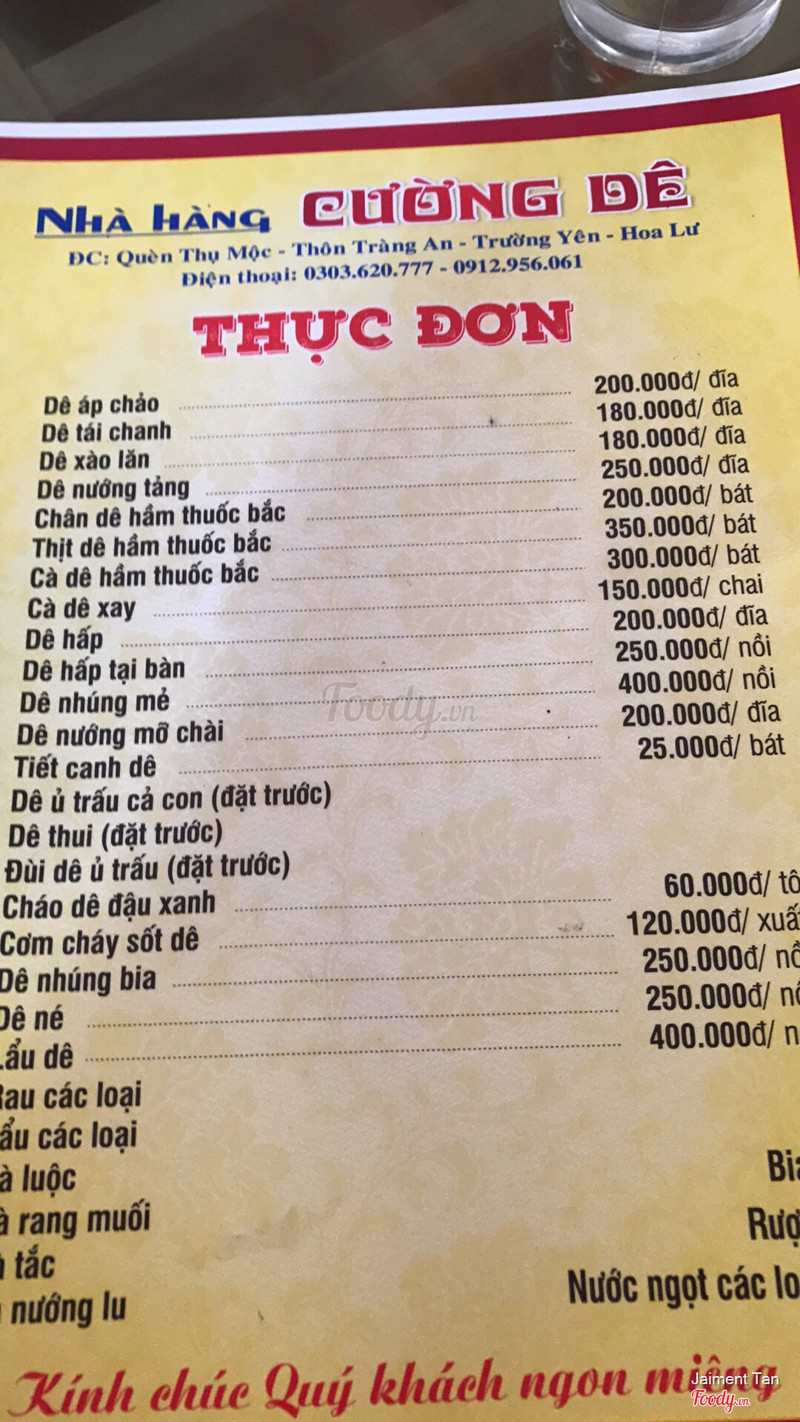 NHÀ HÀNG CƯỜNG DÊ
ĐC: Quèn Thụ Mộc - Thôn Tràng An - Trường Yên - Hoa Lư
Điện thoại: 0303.620.777 - 0912.956.061
THỰC ĐƠN
Dê áp chảo 200.000đ/ đĩa
Dê tái chanh 180.000đ/ đĩa
Dê xào lăn 180.000đ/ đĩa
Dê nướng tảng 250.000đ/ đĩa
Chân dê hầm thuốc bắc 200.000đ/ bát
Thịt dê hầm thuốc bắc 350.000đ/ bát
Cà dê hầm thuốc bắc 300.000đ/ bát
Cà dê xay 150.000đ/ chai
Dê hấp 200.000đ/ đĩa
Dê hấp tại bàn 250.000đ/ nồi
Dê nhúng mẻ 400.000đ/ nồi
Dê nướng mỡ chài 200.000đ/ đĩa
Tiết canh dê 25.000đ/ bát
Dê ủ trấu cả con (đặt trước)
Dê thui (đặt trước)
Đùi dê ủ trấu (đặt trước)
Cháo dê đậu xanh 60.000đ/ tô
Cơm cháy sốt dê 120.000đ/
Dê nhúng bia 250.000đ/
Dê né 250.000đ/
Lẩu dê 400.000đ/
Rau các loại
các loại
luộc
rang muối Bia
tắc
nướng lu Nước ngọt các
Kính chúc Quý khách ngon miệng
Foody.vn
Jaiment Tan
Foody.vn